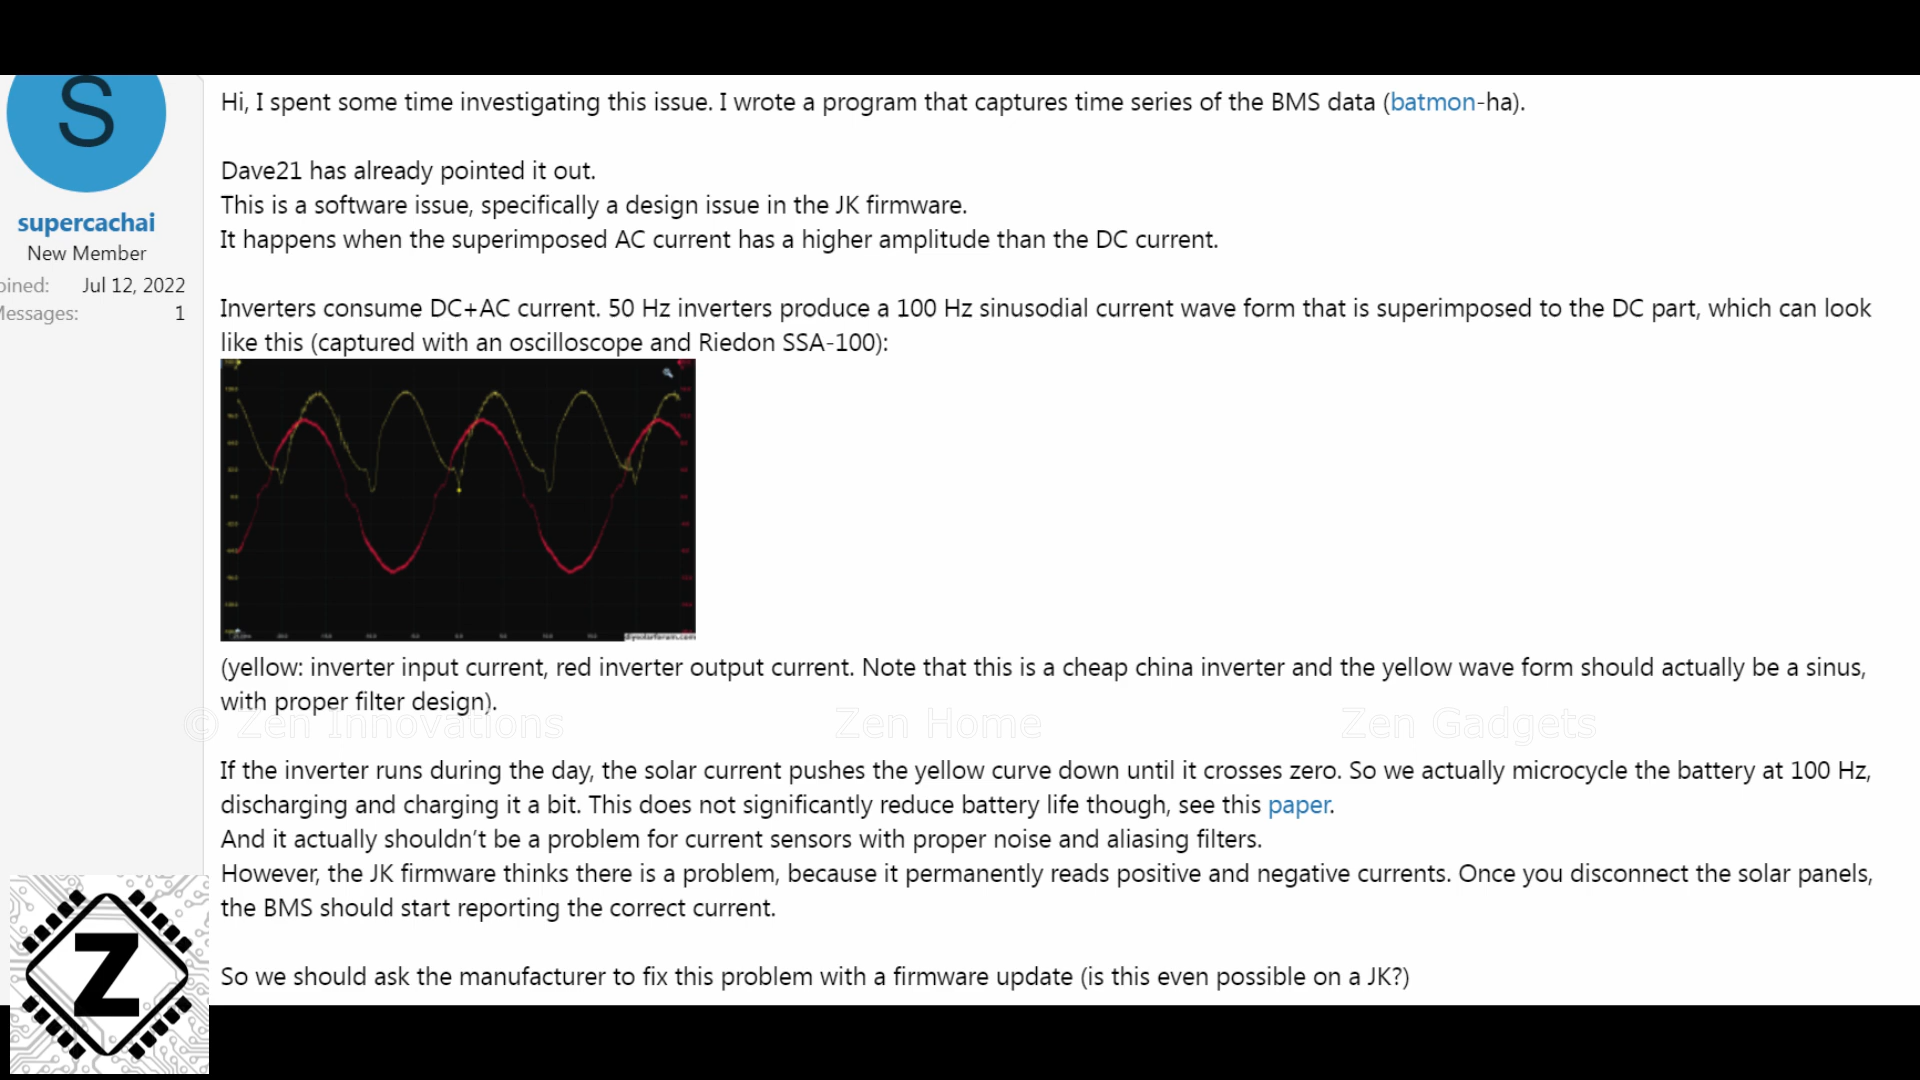 S
Hi, I spent some time investigating this issue. I wrote a program that captures time series of the BMS data (batmon-ha).
Dave21 has already pointed it out.
This is a software issue, specifically a design issue in the JK firmware.
supercachai
It happens when the superimposed AC current has a higher amplitude than the DC current.
New Member
oined: Jul 12, 2022
Messages: 1
Inverters consume DC+AC current. 50 Hz inverters produce a 100 Hz sinusodial current wave form that is superimposed to the DC part, which can look
like this (captured with an oscilloscope and Riedon SSA-100):
diysolarforum.com
(yellow: inverter input current, red inverter output current. Note that this is a cheap china inverter and the yellow wave form should actually be a sinus,
with proper filter design).
© Zen Innovations Zen Home Zen Gadgets
If the inverter runs during the day, the solar current pushes the yellow curve down until it crosses zero. So we actually microcycle the battery at 100 Hz,
discharging and charging it a bit. This does not significantly reduce battery life though, see this paper.
And it actually shouldn't be a problem for current sensors with proper noise and aliasing filters.
However, the JK firmware thinks there is a problem, because it permanently reads positive and negative currents. Once you disconnect the solar panels,
the BMS should start reporting the correct current.
So we should ask the manufacturer to fix this problem with a firmware update (is this even possible on a JK?)
Z